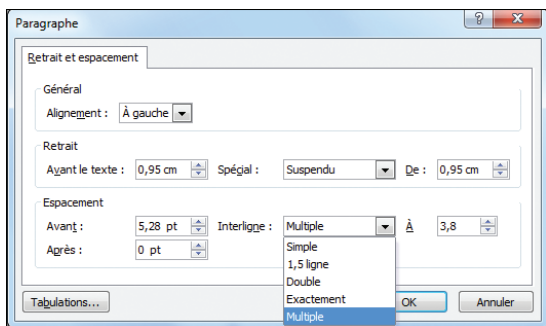 Paragraphe
Retrait et espacement
Général
Alignement : À gauche
Retrait
Avant le texte : 0,95 cm Spécial : Suspendu De : 0,95 cm
Espacement
Avant : 5,28 pt Interligne : Multiple À 3,8
Après : 0 pt
Simple
1,5 ligne
Double
Exactement
Multiple
Tabulations... OK Annuler